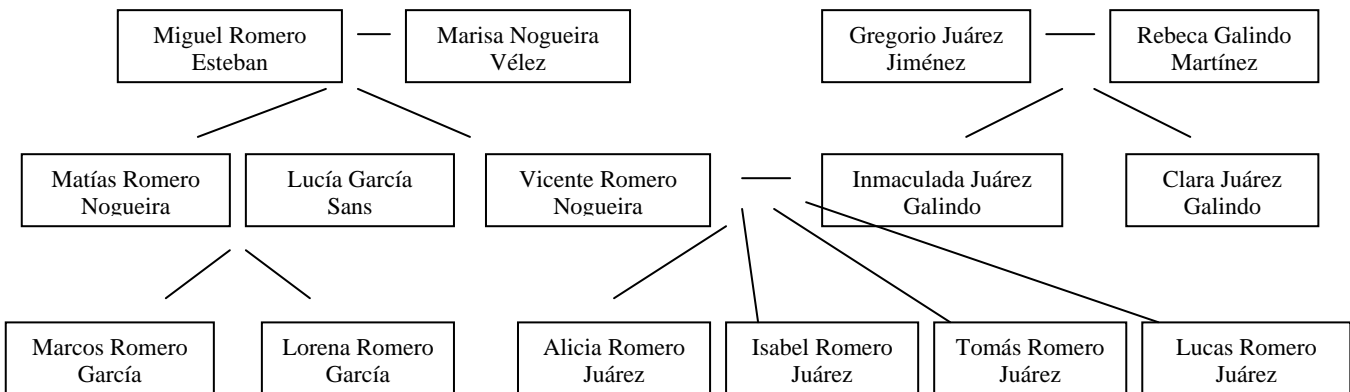 Miguel Romero
Esteban
Marisa Nogueira
Vélez
Gregorio Juárez
Jiménez
Rebeca Galindo
Martínez
Matías Romero
Nogueira
Lucía García
Sans
Vicente Romero
Nogueira
Inmaculada Juárez
Galindo
Clara Juárez
Galindo
Marcos Romero
García
Lorena Romero
García
Alicia Romero
Juárez
Isabel Romero
Juárez
Tomás Romero
Juárez
Lucas Romero
Juárez